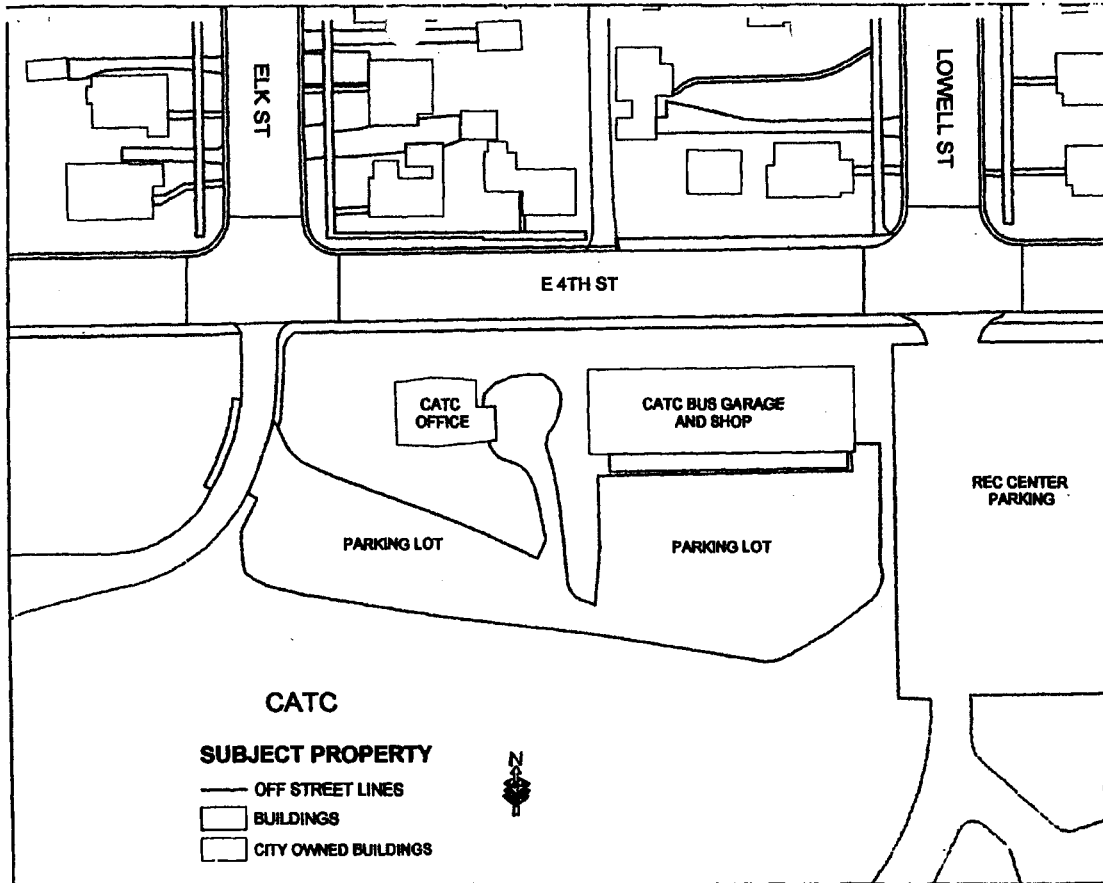 ELK ST
LOWELL ST
E 4TH ST
CATC
OFFICE
CATC BUS GARAGE
AND SHOP
REC CENTER
PARKING
PARKING LOT
PARKING LOT
CATC
SUBJECT PROPERTY
N
OFF STREET LINES
BUILDINGS
CITY OWNED BUILDINGS